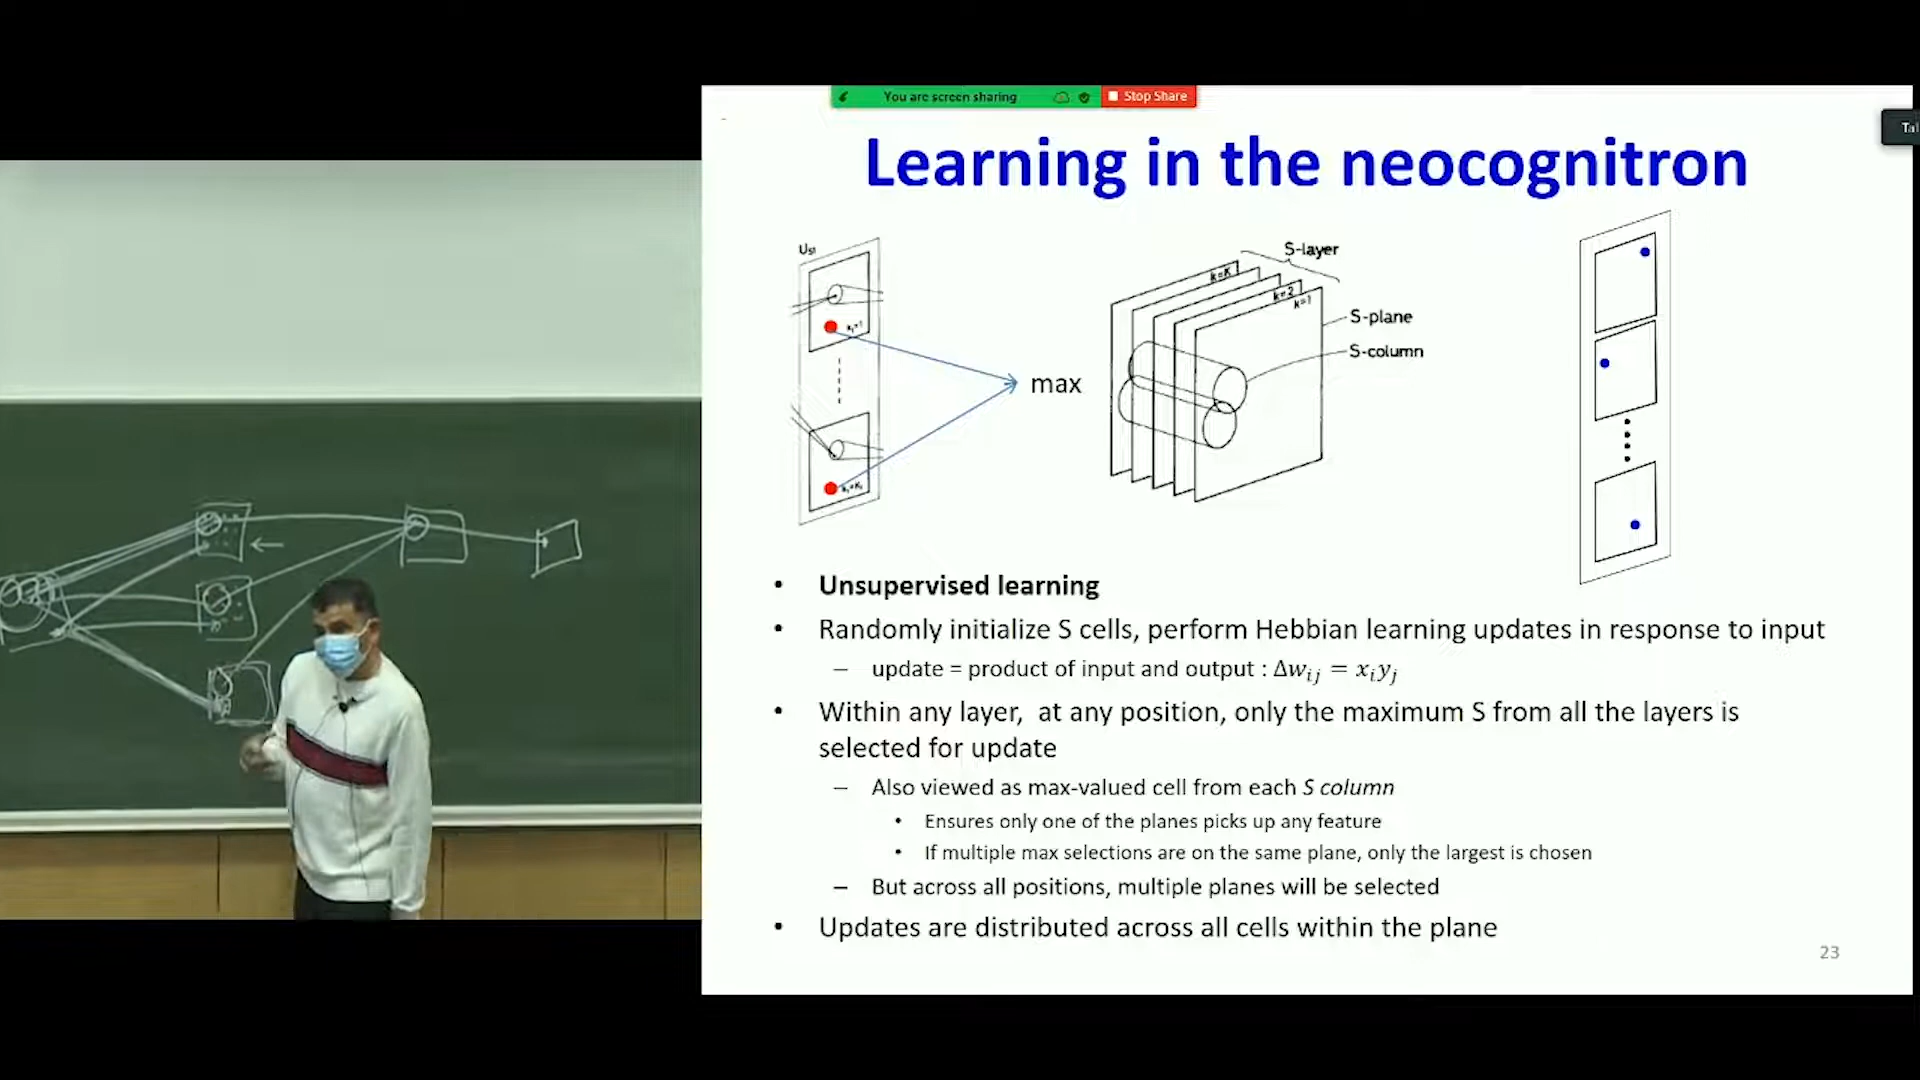 You are screen sharing
Stop Share
Learning in the neocognitron
max
S-layer
k=K
k=2
k=1
S-plane
S-column
• Unsupervised learning
• Randomly initialize S cells, perform Hebbian learning updates in response to input
– update = product of input and output : Δwᵢⱼ = xᵢyⱼ
• Within any layer, at any position, only the maximum S from all the layers is
selected for update
– Also viewed as max-valued cell from each S column
• Ensures only one of the planes picks up any feature
• If multiple max selections are on the same plane, only the largest is chosen
– But across all positions, multiple planes will be selected
• Updates are distributed across all cells within the plane
23